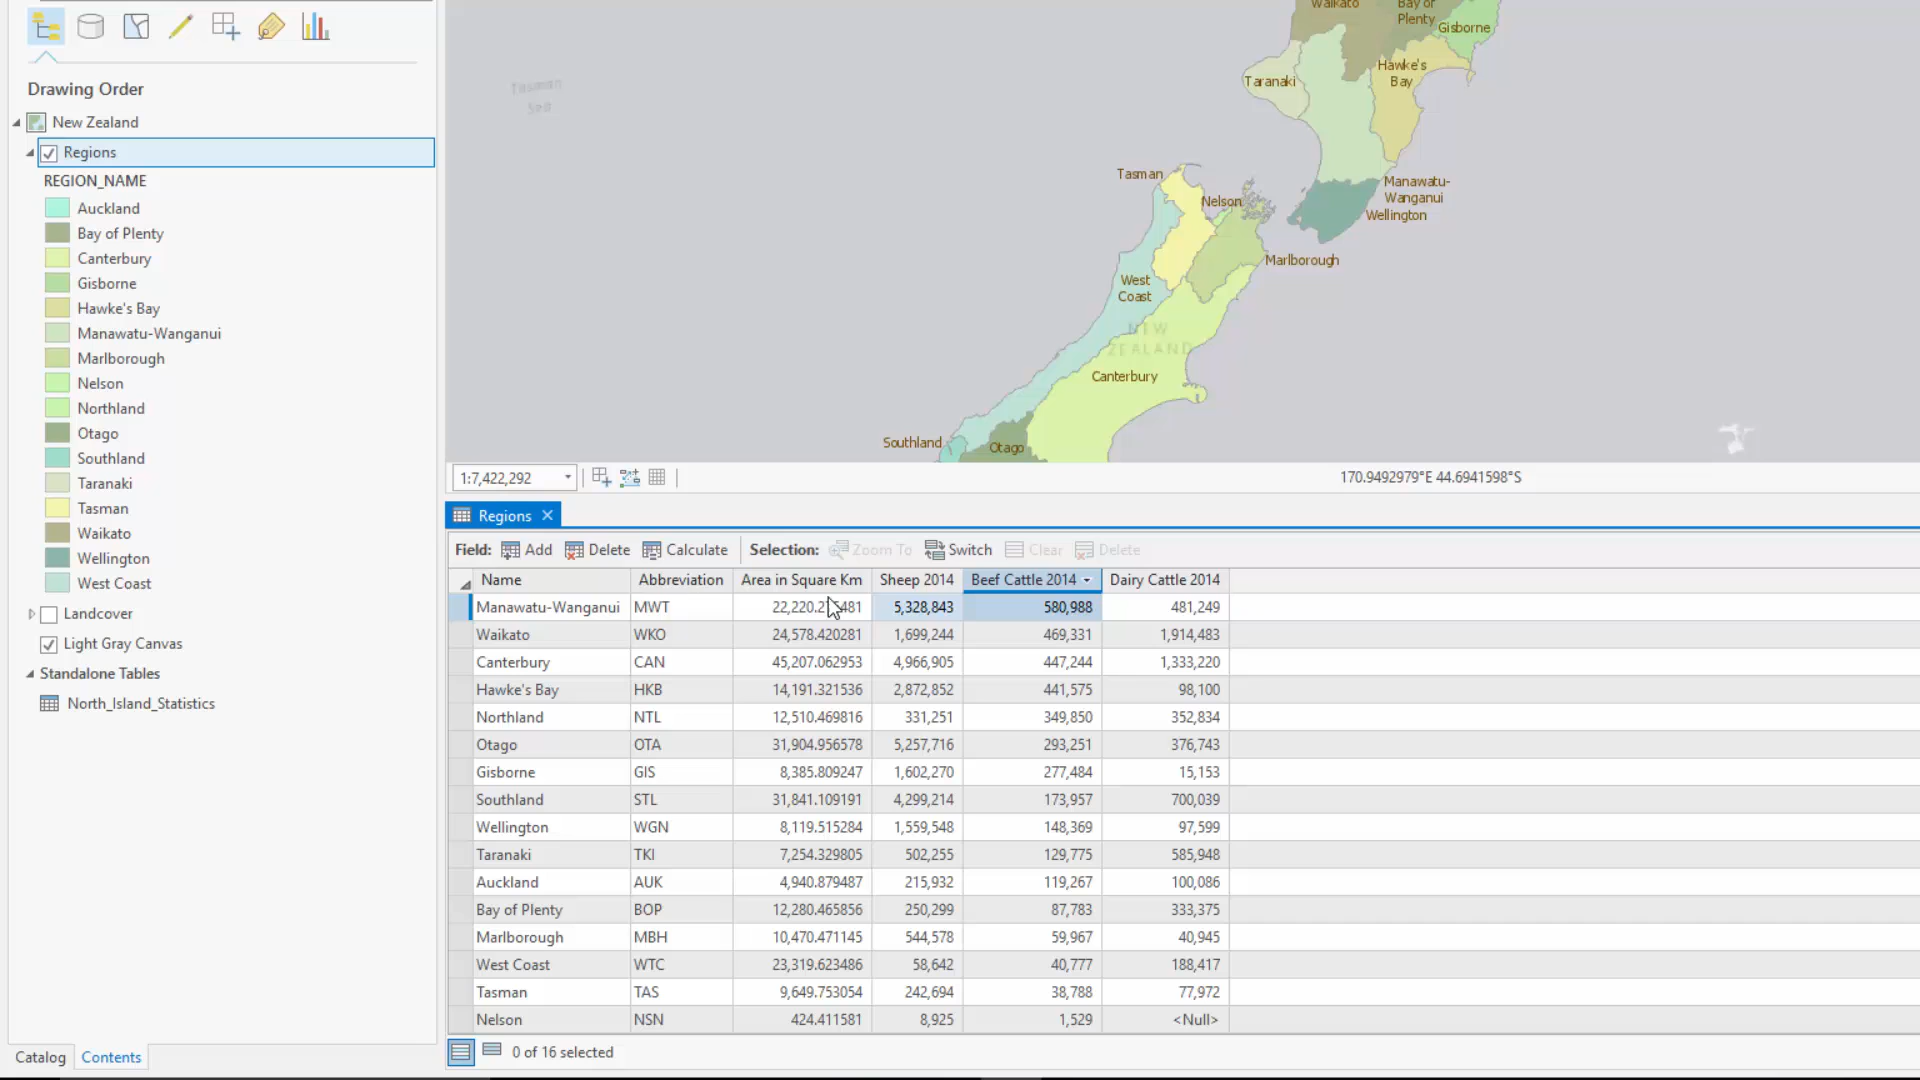 Drawing Order
New Zealand
Regions
REGION_NAME
Auckland
Bay of Plenty
Canterbury
Gisborne
Hawke's Bay
Manawatu-Wanganui
Marlborough
Nelson
Northland
Otago
Southland
Taranaki
Tasman
Waikato
Wellington
West Coast
Landcover
Light Gray Canvas
Standalone Tables
North_Island_Statistics
Catalog Contents
Tasman
Sea
Waikato
Bay of
Plenty
Gisborne
Hawke's
Bay
Taranaki
Tasman
Nelson
Manawatu-
Wanganui
Wellington
Marlborough
West
Coast
NEW
ZEALAND
Canterbury
Southland
Otago
1:7,422,292 170.9492979°E 44.6941598°S
Regions
Field: Add Delete Calculate Selection: Zoom To Switch Clear Delete
Name Abbreviation Area in Square Km Sheep 2014 Beef Cattle 2014 Dairy Cattle 2014
Manawatu-Wanganui MWT 5,328,843 580,988 481,249
Waikato WKO 24,578.420281 1,699,244 469,331 1,914,483
Canterbury CAN 45,207.062953 4,966,905 447,244 1,333,220
Hawke's Bay HKB 14,191.321536 2,872,852 441,575 98,100
Northland NTL 12,510.469816 331,251 349,850 352,834
Otago OTA 31,904.956578 5,257,716 293,251 376,743
Gisborne GIS 8,385.809247 1,602,270 277,484 15,153
Southland STL 31,841.109191 4,299,214 173,957 700,039
Wellington WGN 8,119.515284 1,559,548 148,369 97,599
Taranaki TKI 7,254.329805 502,255 129,775 585,948
Auckland AUK 4,940.879487 215,932 119,267 100,086
Bay of Plenty BOP 12,280.465856 250,299 87,783 333,375
Marlborough MBH 10,470.471145 544,578 59,967 40,945
West Coast WTC 23,319.623486 58,642 40,777 188,417
Tasman TAS 9,649.753054 242,694 38,788 77,972
Nelson NSN 424.411581 8,925 1,529 <Null>
0 of 16 selected